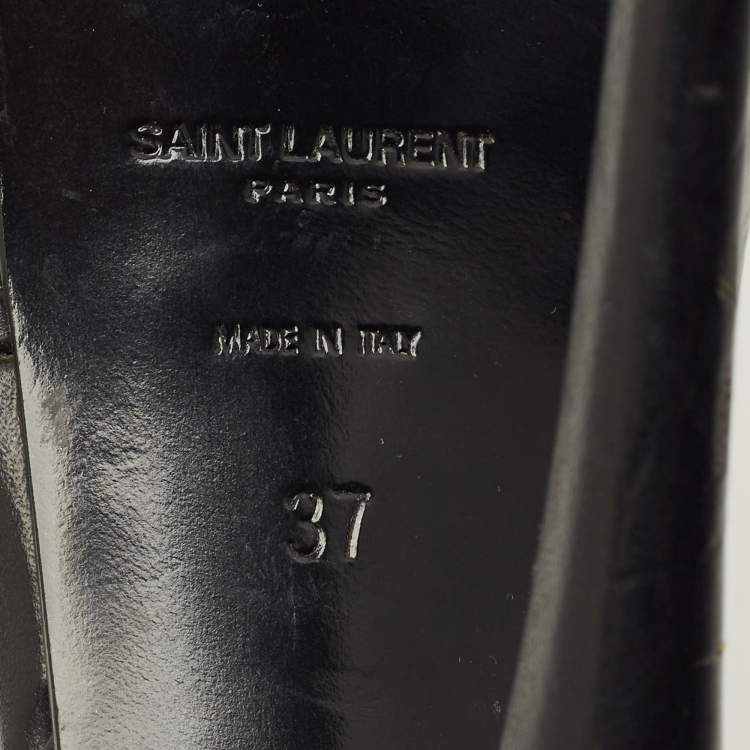 SAINT LAURENT
PARIS
MADE IN ITALY
37